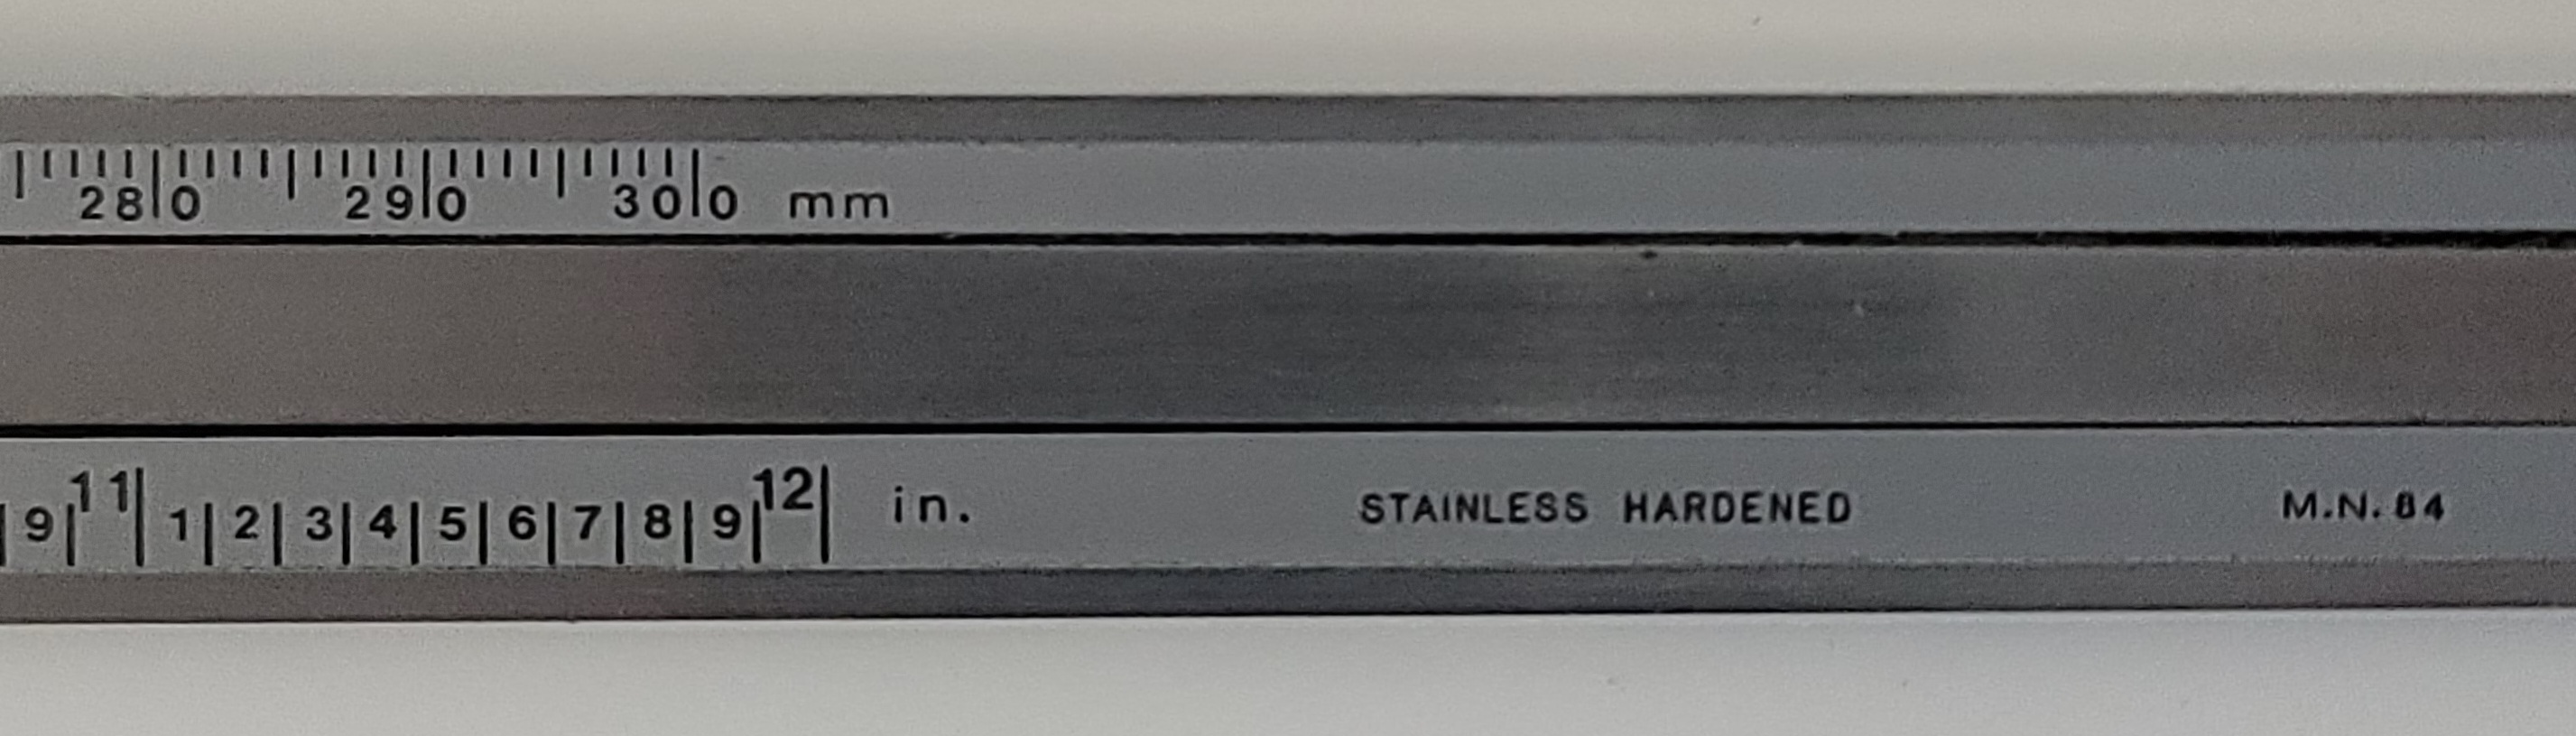 280 290 300 mm
9 11 1 2 3 4 5 6 7 8 9 12 in. STAINLESS HARDENED M.N. 84